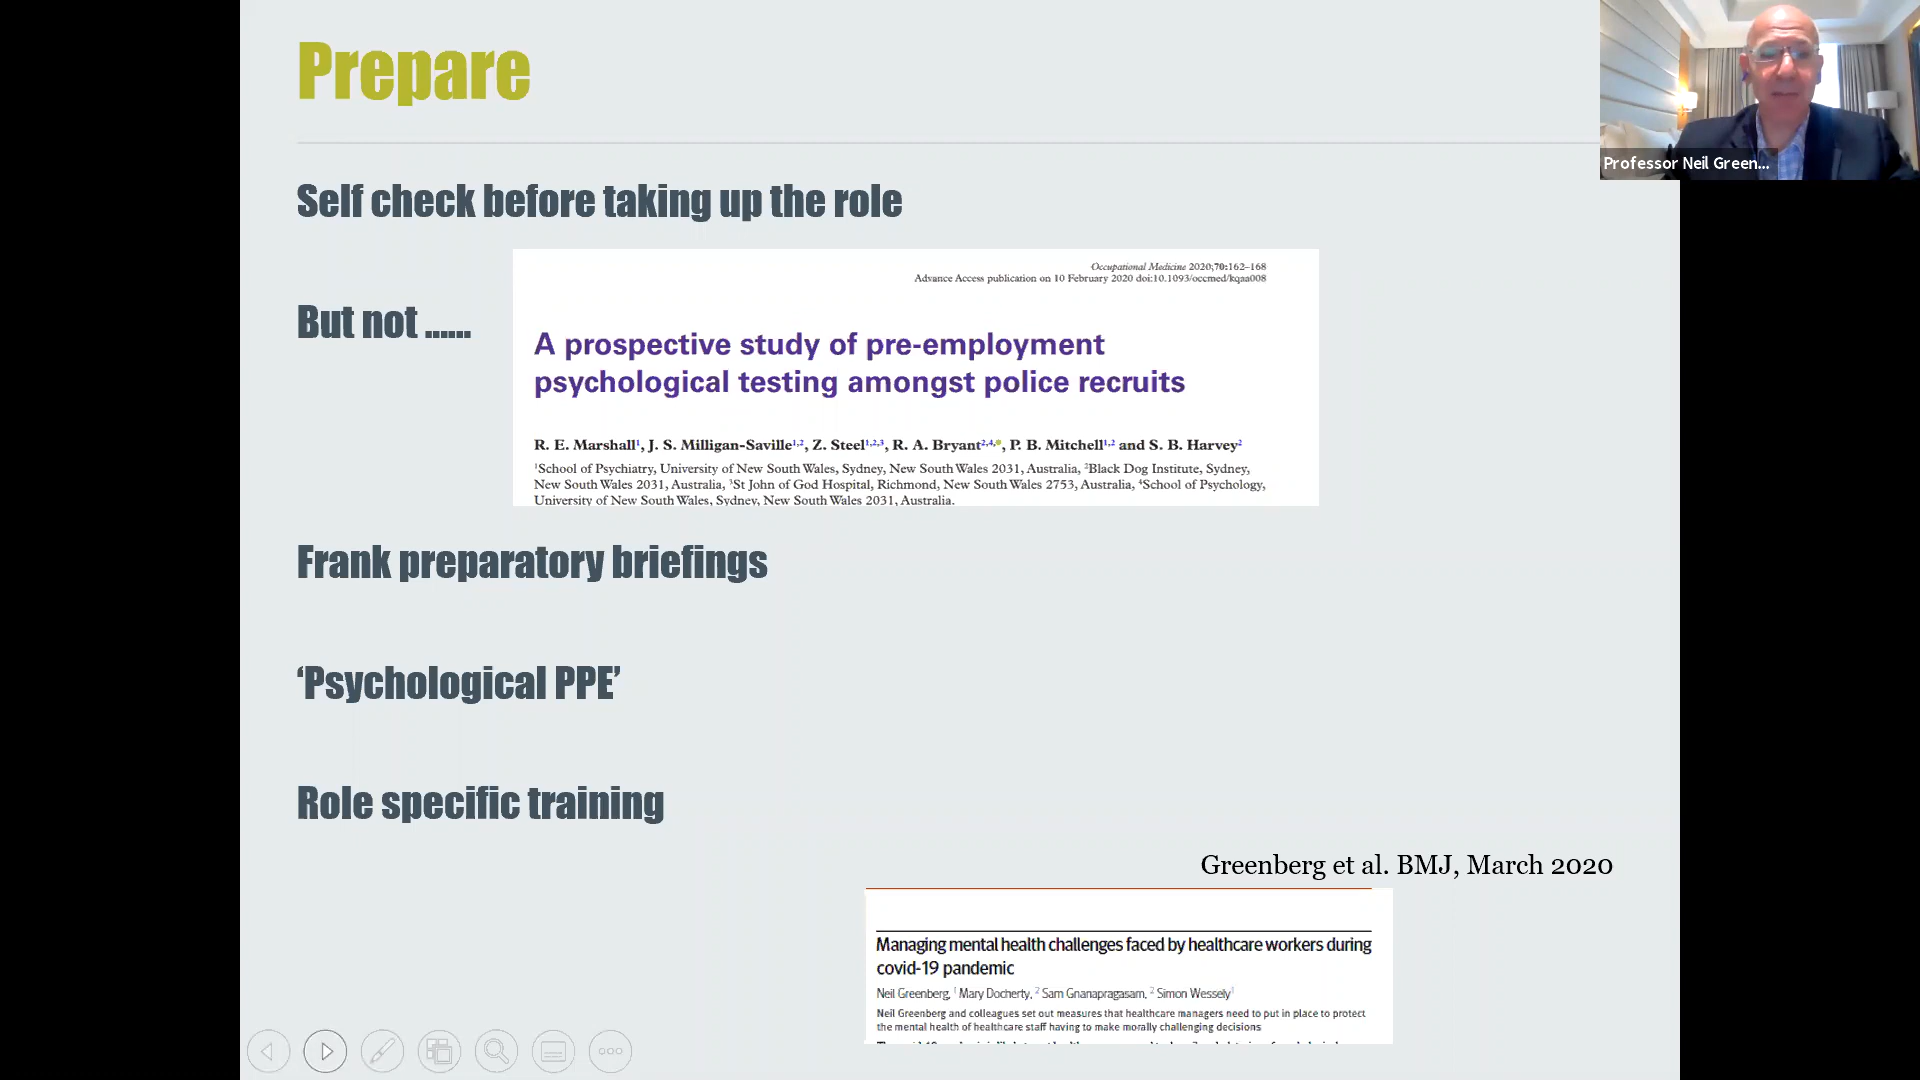 Prepare
Professor Neil Green...
Self check before taking up the role
Occupational Medicine 2020;70:162–168
Advance Access publication on 10 February 2020 doi:10.1093/occmed/kqaa008
But not ......
A prospective study of pre-employment
psychological testing amongst police recruits
R. E. Marshall1, J. S. Milligan-Saville1,2, Z. Steel1,2,3, R. A. Bryant2,4, P. B. Mitchell1,2 and S. B. Harvey2
1School of Psychiatry, University of New South Wales, Sydney, New South Wales 2031, Australia, 2Black Dog Institute, Sydney,
New South Wales 2031, Australia, 3St John of God Hospital, Richmond, New South Wales 2753, Australia, 4School of Psychology,
University of New South Wales, Sydney, New South Wales 2031, Australia.
Frank preparatory briefings
‘Psychological PPE’
Role specific training
Greenberg et al. BMJ, March 2020
Managing mental health challenges faced by healthcare workers during
covid-19 pandemic
Neil Greenberg, 1 Mary Docherty, 2 Sam Gnanapragasam, 2 Simon Wessely1
Neil Greenberg and colleagues set out measures that healthcare managers need to put in place to protect
the mental health of healthcare staff having to make morally challenging decisions